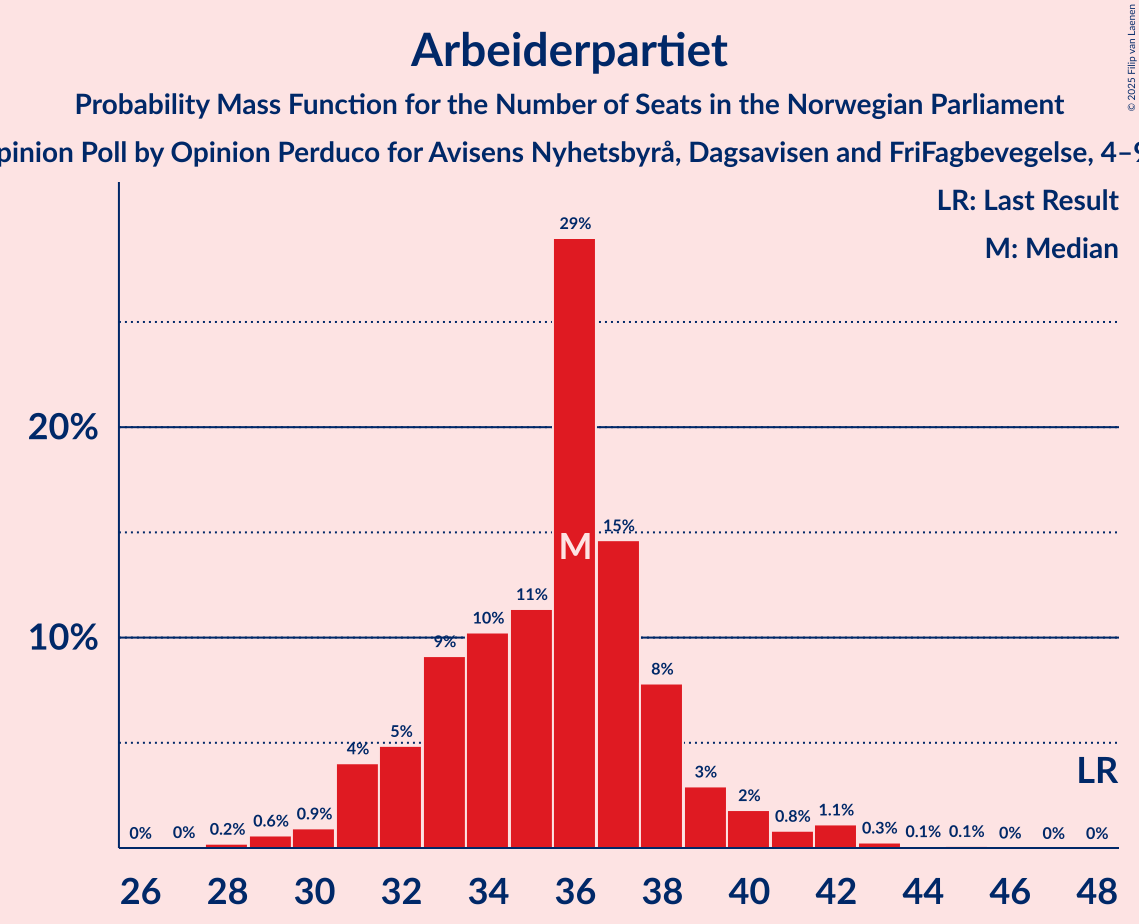 Arbeiderpartiet
Probability Mass Function for the Number of Seats in the Norwegian Parliament
pinion Poll by Opinion Perduco for Avisens Nyhetsbyrå, Dagsavisen and FriFagbevegelse, 4–9
© 2025 Filip van Laenen
LR: Last Result
M: Median
29%
20%
M
15%
11%
10%
10%
9%
8%
5%
4%
LR
3%
2%
0% 0% 0.2% 0.6% 0.9% 0.8% 1.1% 0.3% 0.1% 0.1% 0% 0% 0%
26 28 30 32 34 36 38 40 42 44 46 48